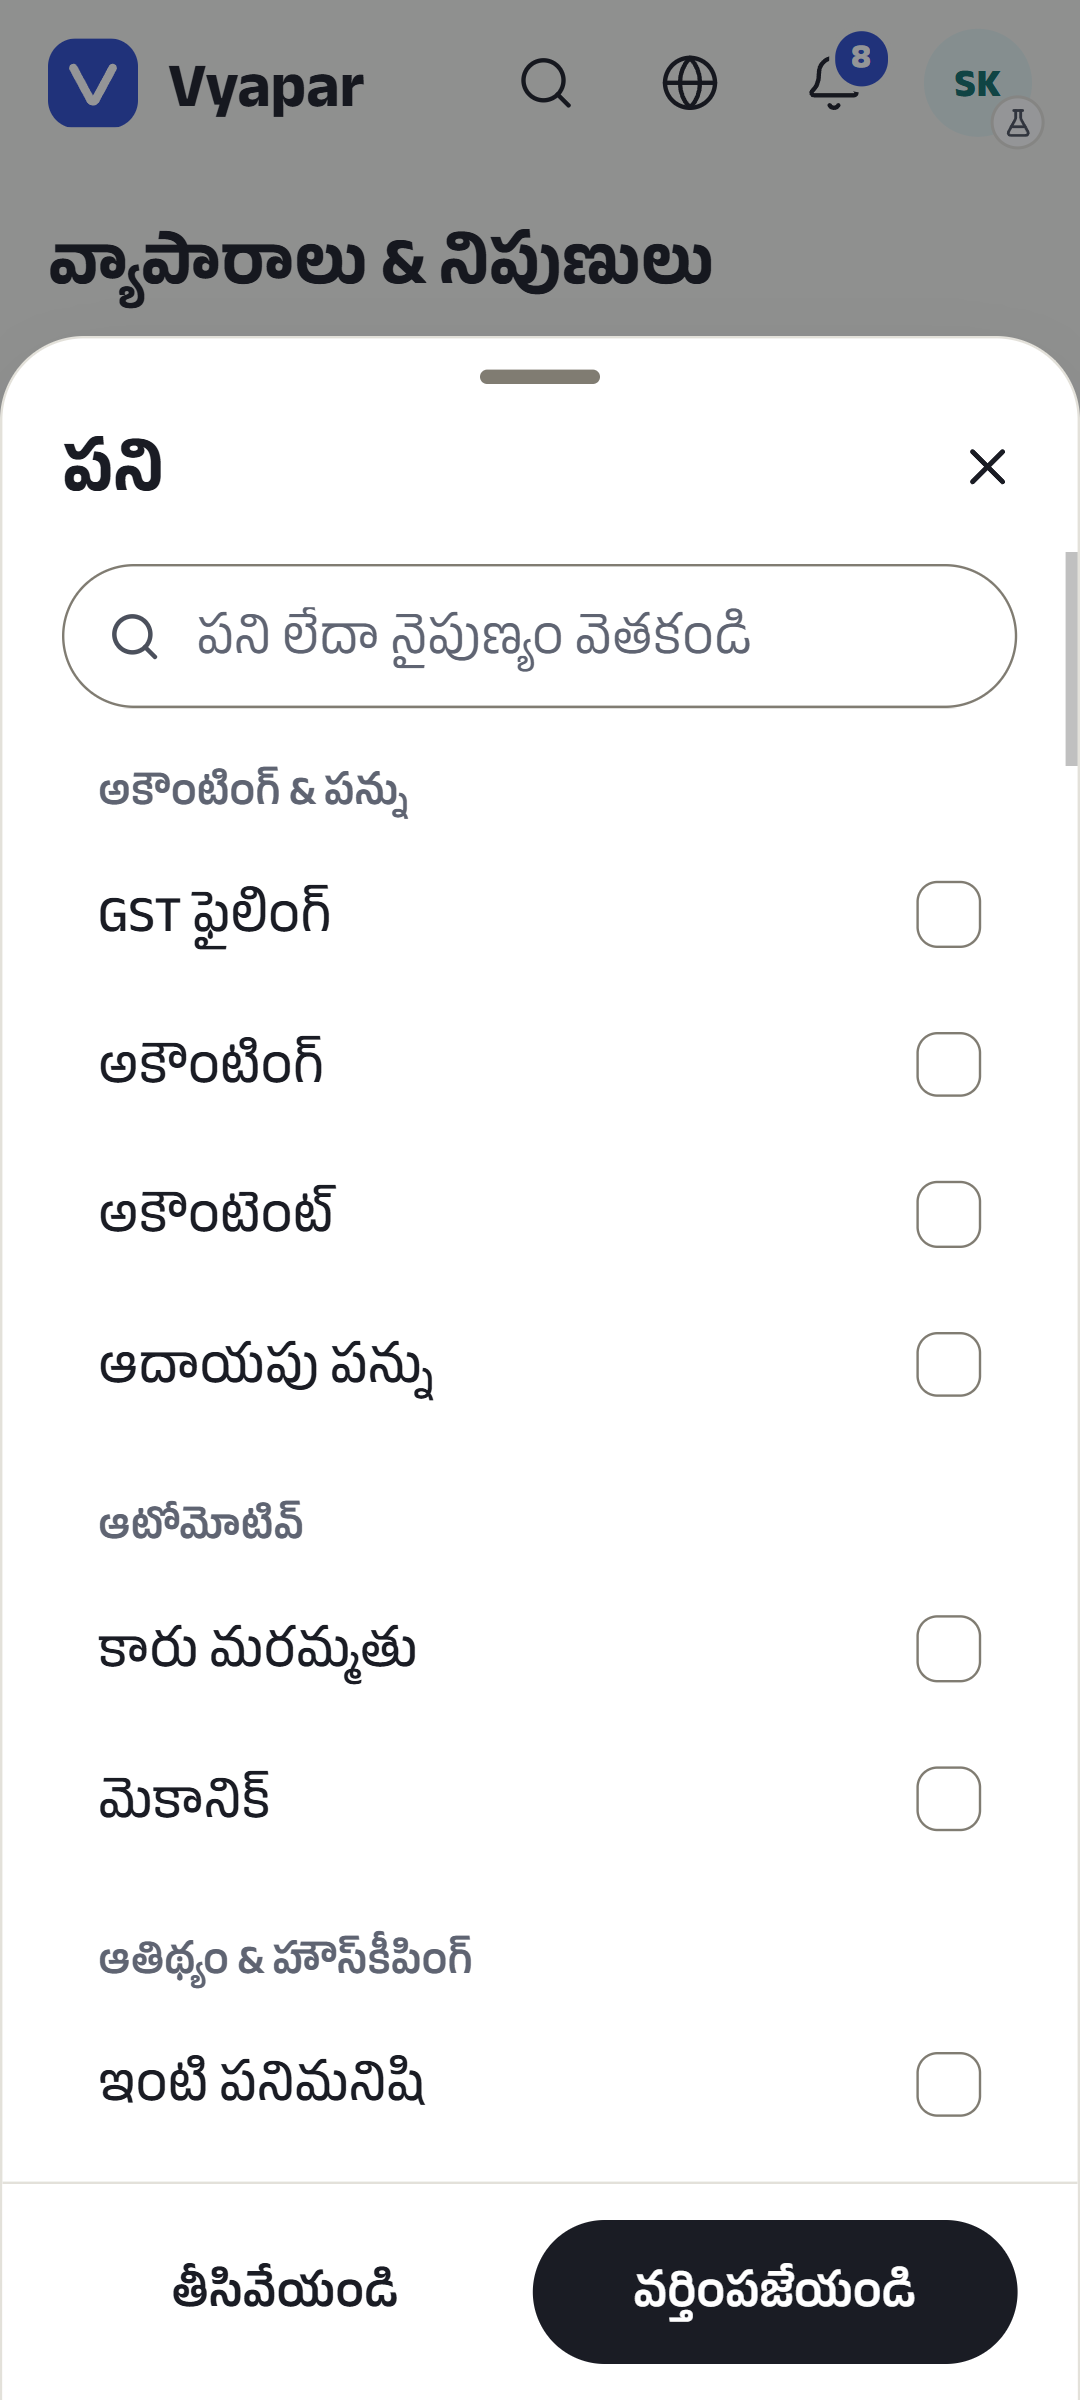 Vyapar
8
SK
వ్యాపారాలు & నిపుణులు
పని
పని లేదా నైపుణ్యం వెతకండి
అకౌంటింగ్ & పన్ను
GST ఫైలింగ్
అకౌంటింగ్
అకౌంటెంట్
ఆదాయపు పన్ను
ఆటోమోటివ్
కారు మరమ్మతు
మెకానిక్
ఆతిథ్యం & హౌస్‌కీపింగ్
ఇంటి పనిమనిషి
తీసివేయండి
వర్తింపజేయండి